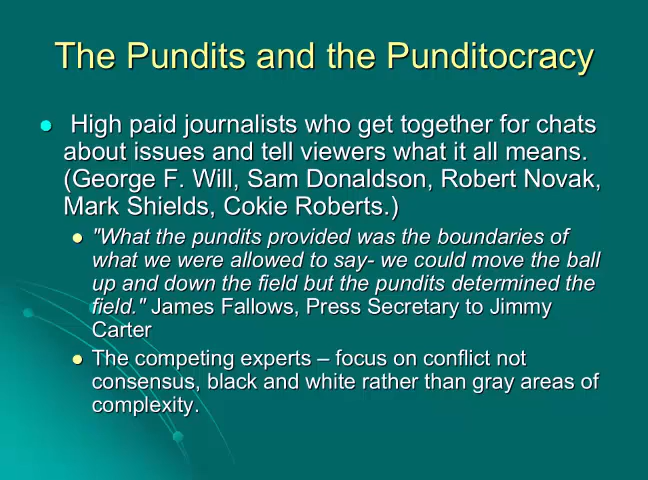 The Pundits and the Punditocracy
High paid journalists who get together for chats
about issues and tell viewers what it all means.
(George F. Will, Sam Donaldson, Robert Novak,
Mark Shields, Cokie Roberts.)
"What the pundits provided was the boundaries of
what we were allowed to say- we could move the ball
up and down the field but the pundits determined the
field." James Fallows, Press Secretary to Jimmy
Carter
The competing experts – focus on conflict not
consensus, black and white rather than gray areas of
complexity.